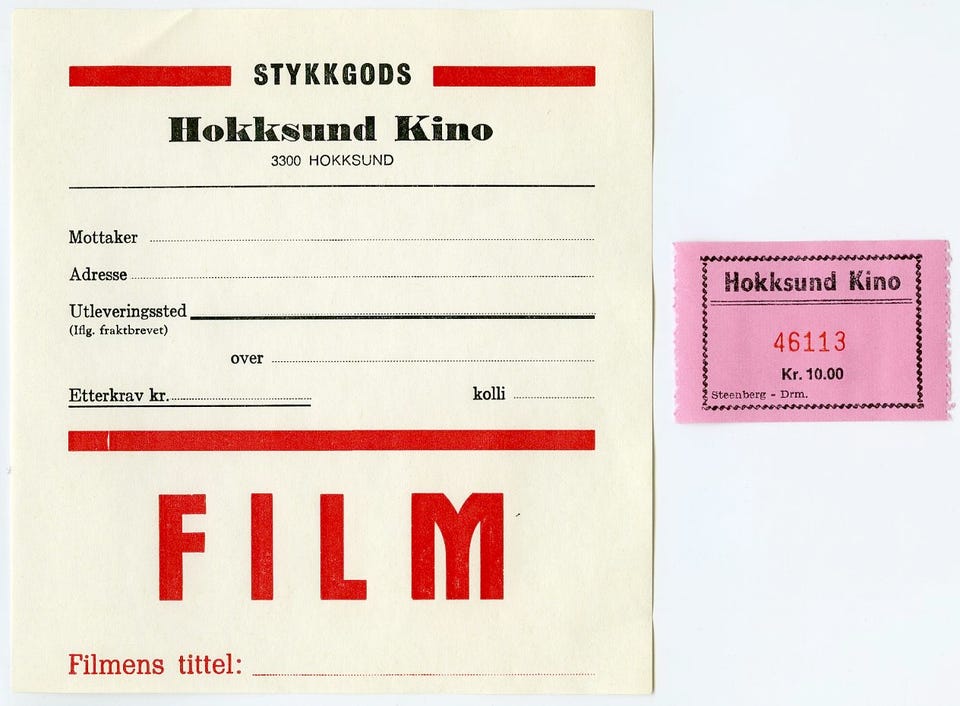 STYKKGODS
Hokksund Kino
3300 HOKKSUND
Mottaker
Adresse
Utleveringssted
(Iflg. fraktbrevet)
over
Etterkrav kr. kolli
FILM
Filmens tittel:
Hokksund Kino
46113
Kr. 10.00
Steenberg - Drm.